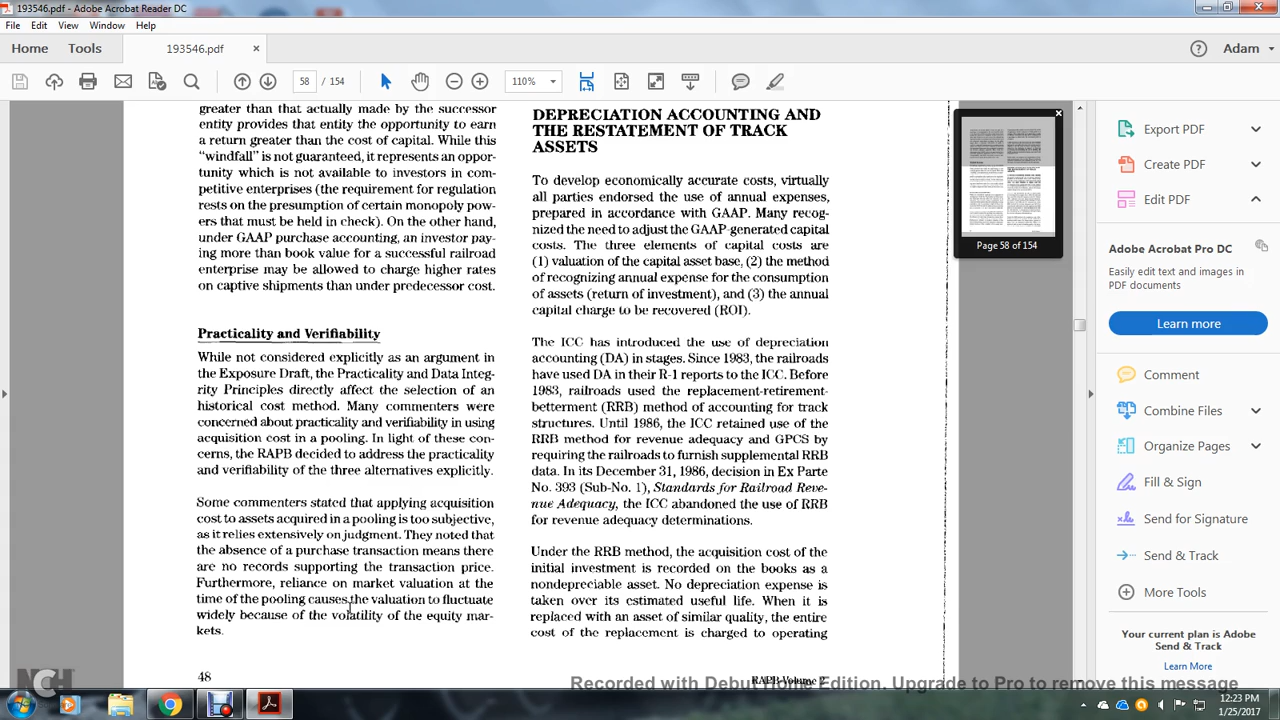 193546.pdf - Adobe Acrobat Reader DC
File Edit View Window Help
Home Tools 193546.pdf × Adam
58 / 154 110%
greater than that actually made by the successor
entity provides that entity the opportunity to earn
a return greater than the cost of capital. While this
“windfall” is not guaranteed, it represents an oppor-
tunity which is not available to investors in com-
petitive enterprises (the requirement for regulation
rests on the presumption of certain monopoly pow-
ers that must be held in check). On the other hand,
under GAAP purchase accounting, an investor pay-
ing more than book value for a successful railroad
enterprise may be allowed to charge higher rates
on captive shipments than under predecessor cost.
Practicality and Verifiability
While not considered explicitly as an argument in
the Exposure Draft, the Practicality and Data Integ-
rity Principles directly affect the selection of an
historical cost method. Many commenters were
concerned about practicality and verifiability in using
acquisition cost in a pooling. In light of these con-
cerns, the RAPB decided to address the practicality
and verifiability of the three alternatives explicitly.
Some commenters stated that applying acquisition
cost to assets acquired in a pooling is too subjective,
as it relies extensively on judgment. They noted that
the absence of a purchase transaction means there
are no records supporting the transaction price.
Furthermore, reliance on market valuation at the
time of the pooling causes the valuation to fluctuate
widely because of the volatility of the equity mar-
kets.
48
DEPRECIATION ACCOUNTING AND
THE RESTATEMENT OF TRACK
ASSETS
To develop economically accurate costs, virtually
all parties endorsed the use of annual expenses,
prepared in accordance with GAAP. Many recog-
nized the need to adjust the GAAP-generated capital
costs. The three elements of capital costs are
(1) valuation of the capital asset base, (2) the method
of recognizing annual expense for the consumption
of assets (return of investment), and (3) the annual
capital charge to be recovered (ROI).
The ICC has introduced the use of depreciation
accounting (DA) in stages. Since 1983, the railroads
have used DA in their R-1 reports to the ICC. Before
1983, railroads used the replacement-retirement-
betterment (RRB) method of accounting for track
structures. Until 1986, the ICC retained use of the
RRB method for revenue adequacy and GPCS by
requiring the railroads to furnish supplemental RRB
data. In its December 31, 1986, decision in Ex Parte
No. 393 (Sub-No. 1), Standards for Railroad Reve-
nue Adequacy, the ICC abandoned the use of RRB
for revenue adequacy determinations.
Under the RRB method, the acquisition cost of the
initial investment is recorded on the books as a
nondepreciable asset. No depreciation expense is
taken over its estimated useful life. When it is
replaced with an asset of similar quality, the entire
cost of the replacement is charged to operating
RAPB Volume 2
Page 58 of 154
Export PDF
Create PDF
Edit PDF
Adobe Acrobat Pro DC
Easily edit text and images in
PDF documents
Learn more
Comment
Combine Files
Organize Pages
Fill & Sign
Send for Signature
Send & Track
More Tools
Your current plan is Adobe
Send & Track
Learn More
NCH
Recorded with Debut Home Edition. Upgrade to Pro to remove this message
12:23 PM
1/25/2017